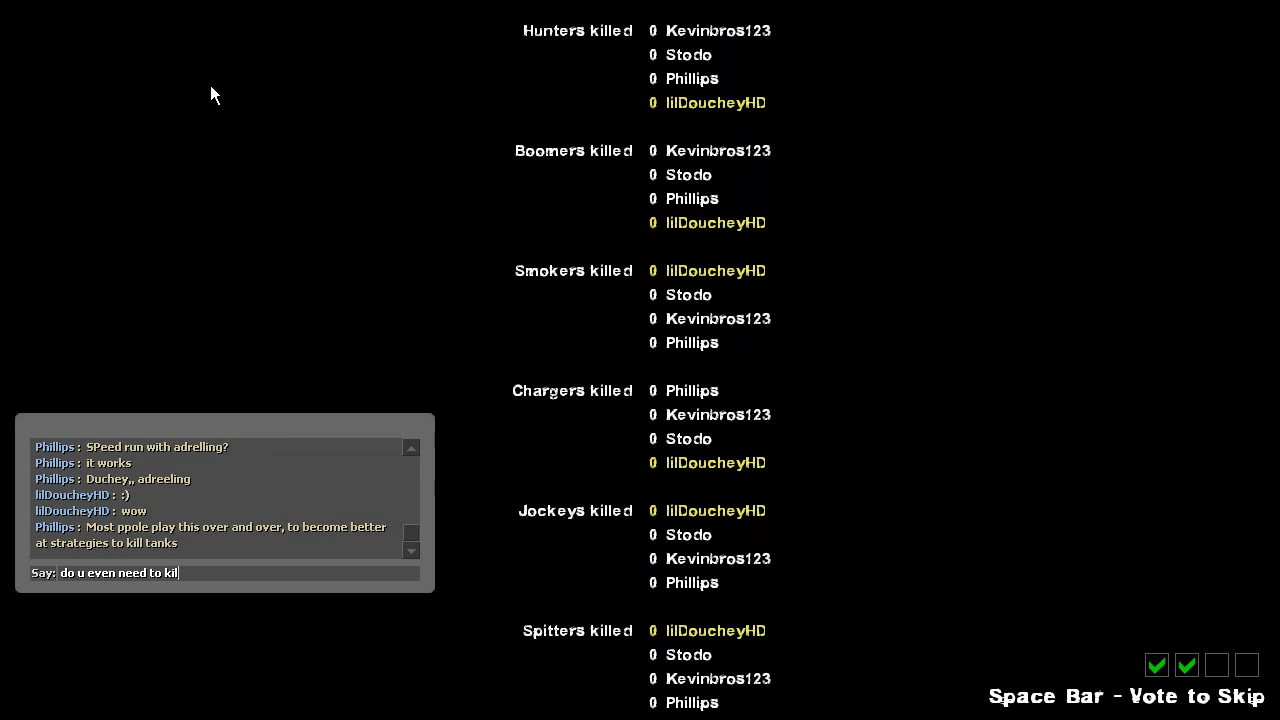 Hunters killed 0 Kevinbros123
0 Stodo
0 Phillips
0 lilDoucheyHD
Boomers killed 0 Kevinbros123
0 Stodo
0 Phillips
0 lilDoucheyHD
Smokers killed 0 lilDoucheyHD
0 Stodo
0 Kevinbros123
0 Phillips
Chargers killed 0 Phillips
0 Kevinbros123
0 Stodo
0 lilDoucheyHD
Jockeys killed 0 lilDoucheyHD
0 Stodo
0 Kevinbros123
0 Phillips
Spitters killed 0 lilDoucheyHD
0 Stodo
0 Kevinbros123
0 Phillips
Phillips : SPeed run with adrelling?
Phillips : it works
Phillips : Duchey,, adreeling
lilDoucheyHD : :)
lilDoucheyHD : wow
Phillips : Most ppole play this over and over, to become better
at strategies to kill tanks
Say: do u even need to kil
Space Bar - Vote to Skip